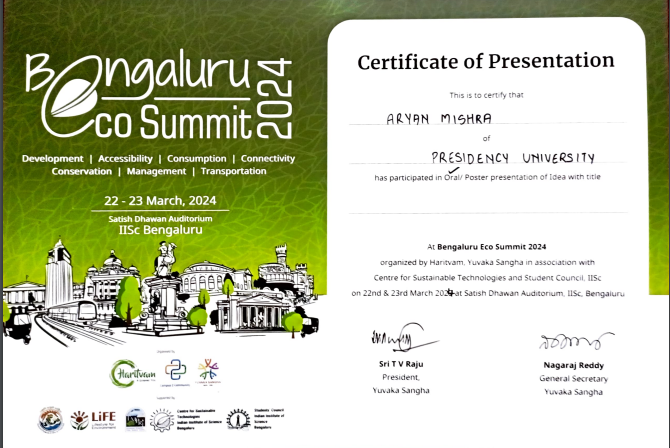 Bengaluru
eco Summit 2024
Development | Accessibility | Consumption | Connectivity
Conservation | Management | Transportation
22 - 23 March, 2024
Satish Dhawan Auditorium
IISc Bengaluru
Haritvam
LiFE
Centre for Sustainable
Technologies
Indian Institute of Science
Bengaluru
Students Council
Indian Institute of
Science
Bengaluru
Certificate of Presentation
This is to certify that
ARYAN MISHRA
of
PRESIDENCY UNIVERSITY
has participated in Oral/ Poster presentation of Idea with title
At Bengaluru Eco Summit 2024
organized by Haritvam, Yuvaka Sangha in association with
Centre for Sustainable Technologies and Student Council, IISc
on 22nd & 23rd March 2024 at Satish Dhawan Auditorium, IISc, Bengaluru
Sri T V Raju
President,
Yuvaka Sangha
Nagaraj Reddy
General Secretary
Yuvaka Sangha